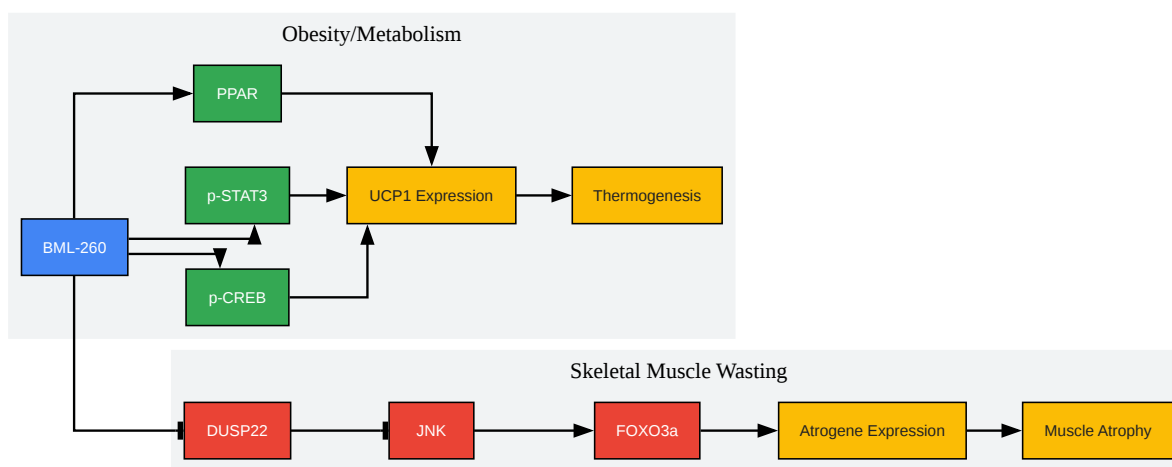 Obesity/Metabolism
PPAR
p-STAT3
UCP1 Expression
Thermogenesis
BML-260
p-CREB
Skeletal Muscle Wasting
DUSP22
JNK
FOXO3a
Atrogene Expression
Muscle Atrophy